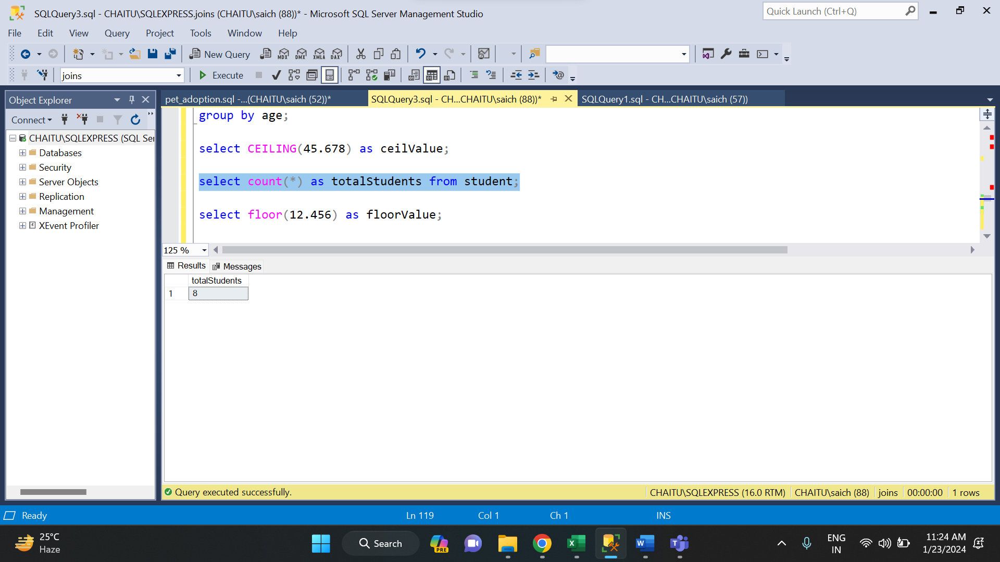 SQLQuery3.sql - CHAITU\SQLEXPRESS.joins (CHAITU\saich (88))* - Microsoft SQL Server Management Studio
Quick Launch (Ctrl+Q)
File Edit View Query Project Tools Window Help
New Query
MDX DMX XMLA DAX
joins
Execute
Object Explorer
pet_adoption.sql -...(CHAITU\saich (52))*
SQLQuery3.sql - CH...CHAITU\saich (88))*
SQLQuery1.sql - CH...CHAITU\saich (57))
Connect
CHAITU\SQLEXPRESS (SQL Ser
Databases
Security
Server Objects
Replication
Management
XEvent Profiler
group by age;
select CEILING(45.678) as ceilValue;
select count(*) as totalStudents from student;
select floor(12.456) as floorValue;
125 %
Results Messages
totalStudents
1 8
Query executed successfully.
CHAITU\SQLEXPRESS (16.0 RTM) CHAITU\saich (88) joins 00:00:00 1 rows
Ready Ln 119 Col 1 Ch 1 INS
25°C
Haze
Search
PRE
ENG
IN
11:24 AM
1/23/2024